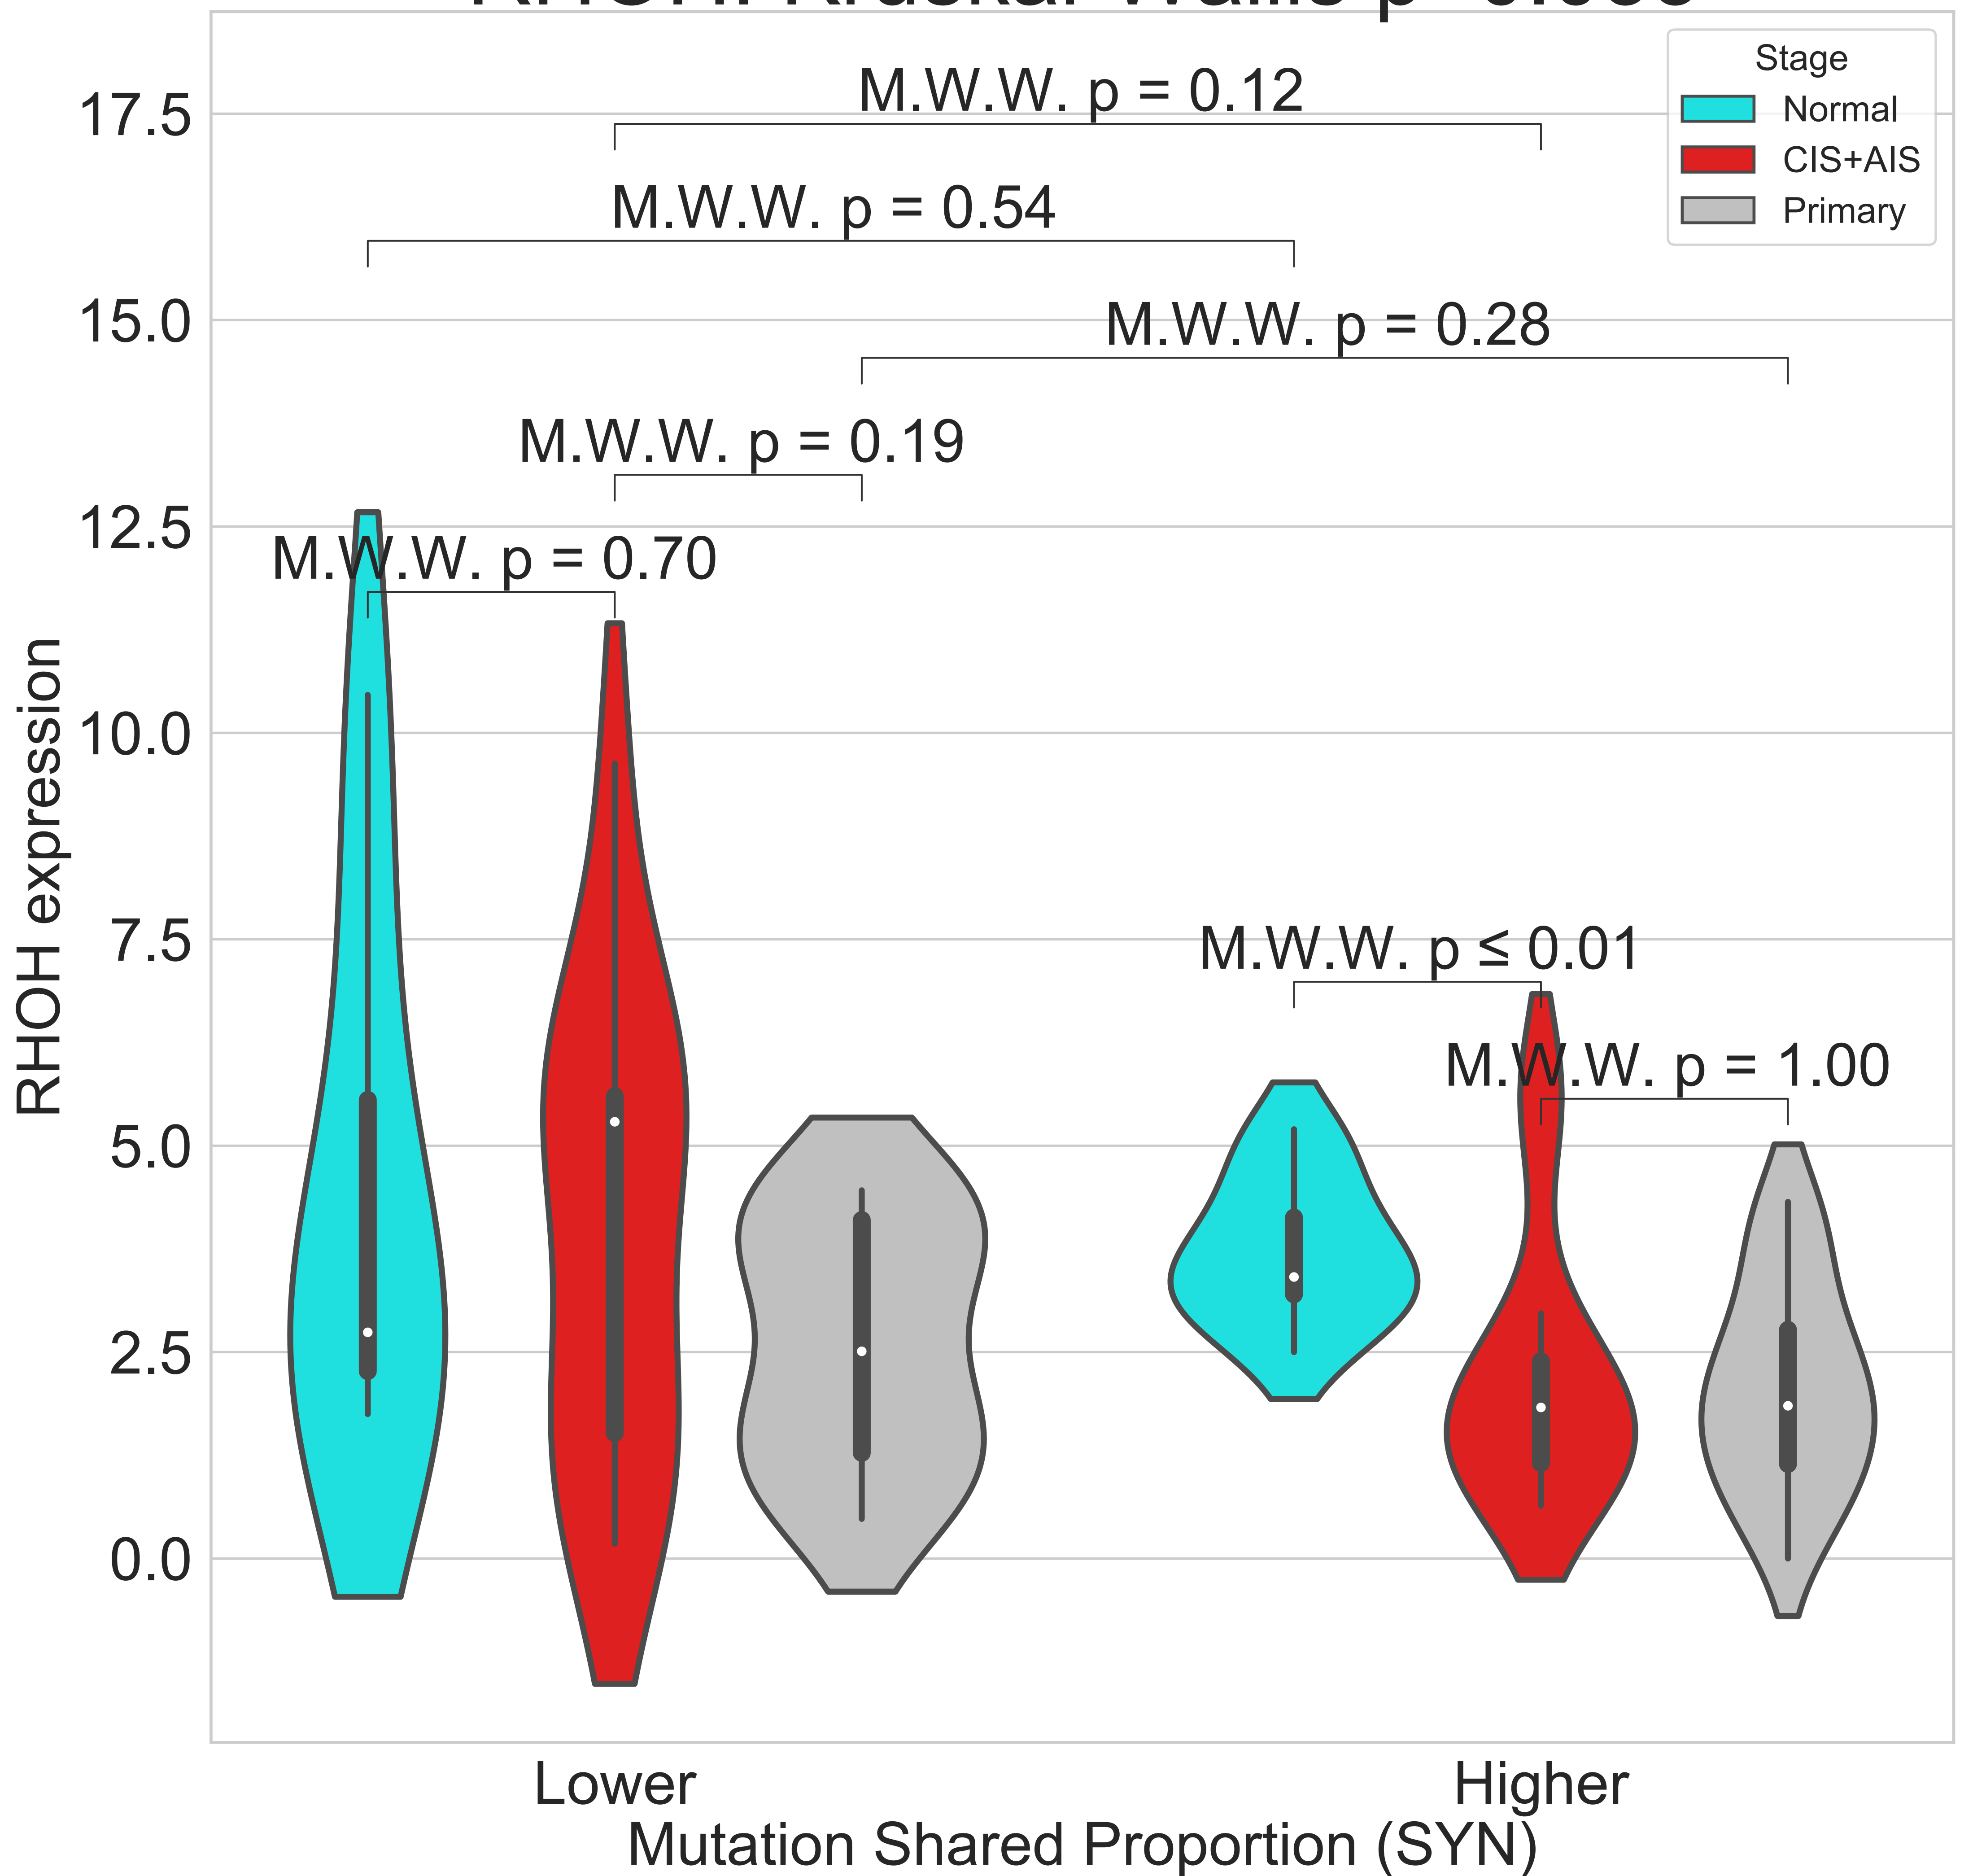 Stage
Normal
CIS+AIS
Primary
M.W.W. p = 0.12
M.W.W. p = 0.54
M.W.W. p = 0.28
M.W.W. p = 0.19
M.W.W. p = 0.70
M.W.W. p ≤ 0.01
M.W.W. p = 1.00
17.5
15.0
12.5
10.0
7.5
5.0
2.5
0.0
RHOH expression
Lower
Higher
Mutation Shared Proportion (SYN)